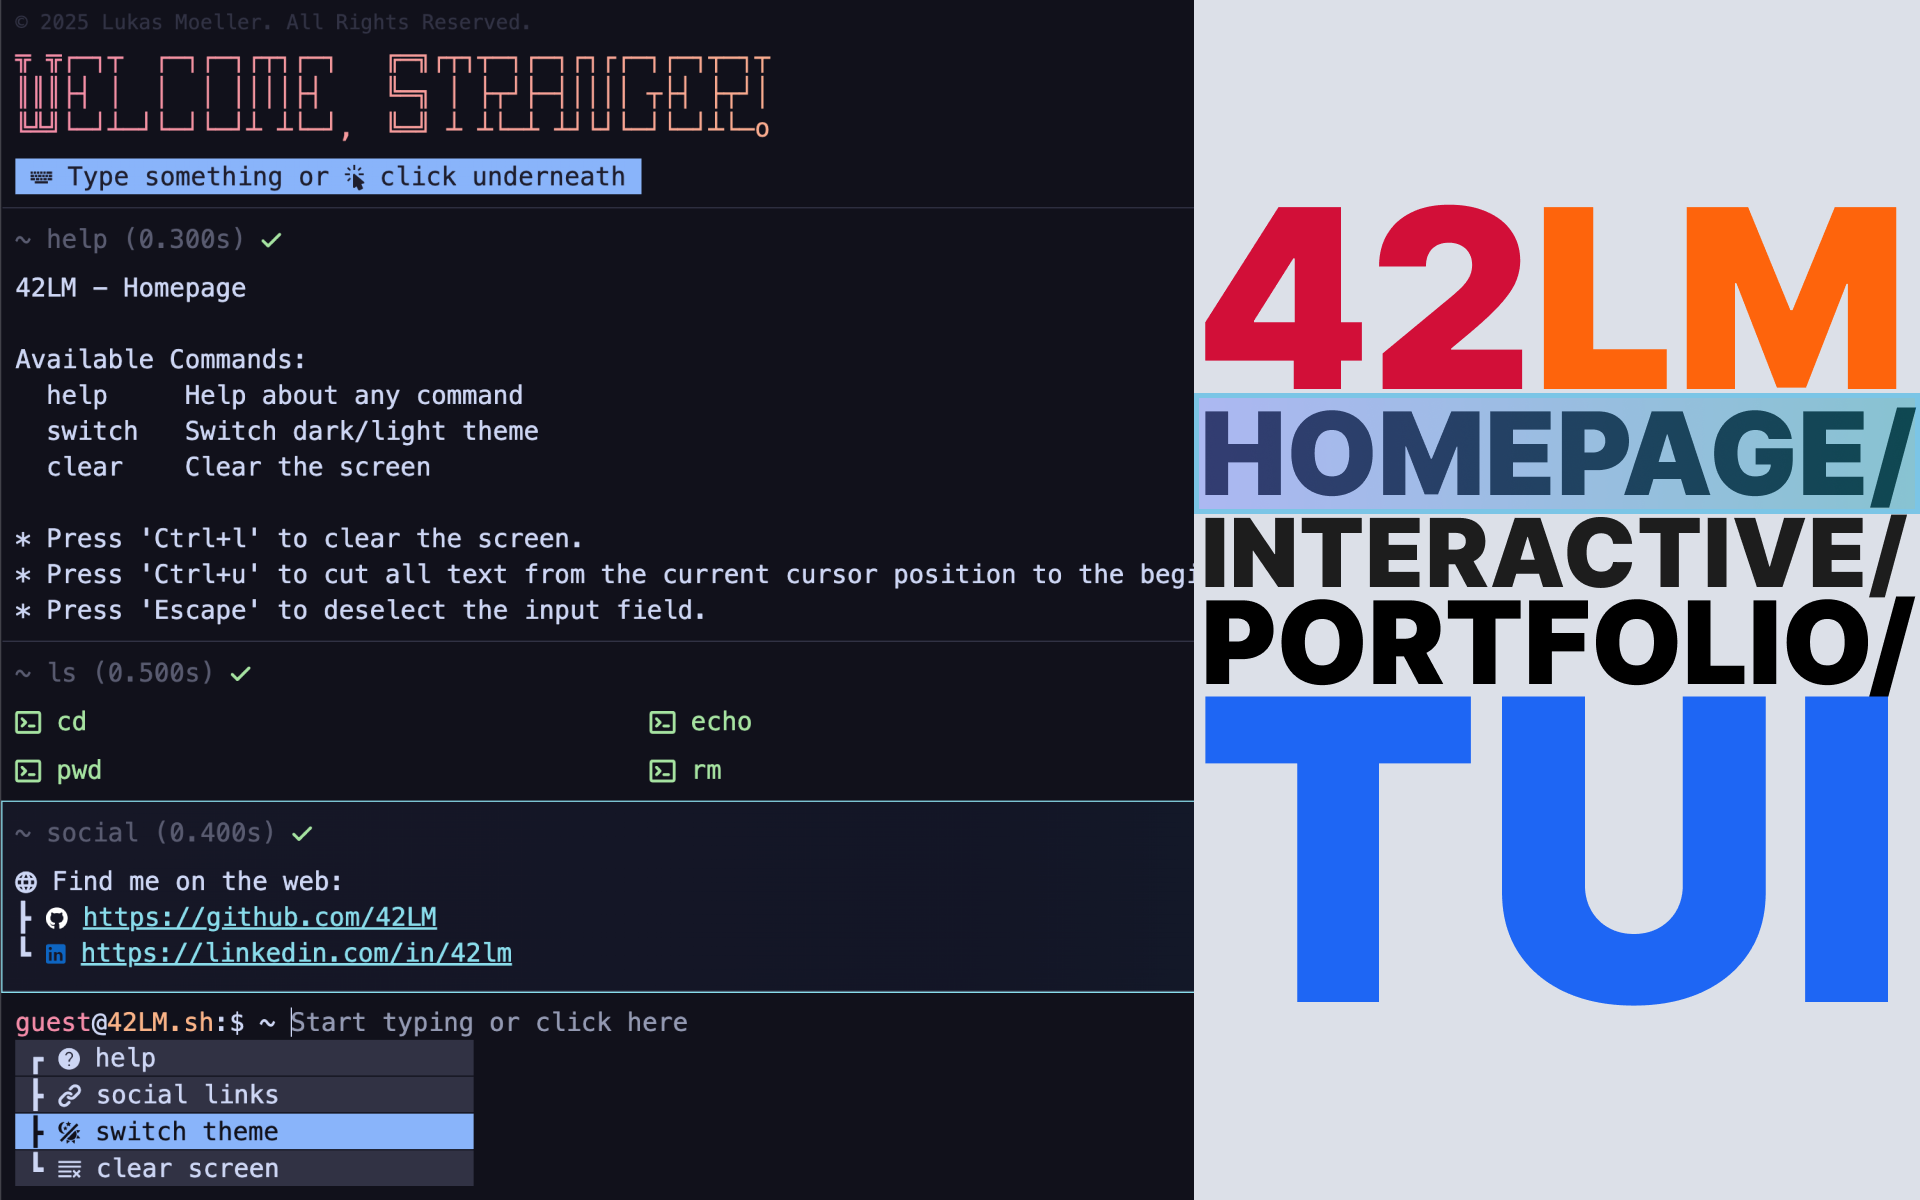 © 2025 Lukas Moeller. All Rights Reserved.
WELCOME, STRANGER!
Type something or click underneath
~ help (0.300s)
42LM – Homepage
Available Commands:
help Help about any command
switch Switch dark/light theme
clear Clear the screen
* Press 'Ctrl+l' to clear the screen.
* Press 'Ctrl+u' to cut all text from the current cursor position to the begi
* Press 'Escape' to deselect the input field.
~ ls (0.500s)
cd echo
pwd rm
~ social (0.400s)
Find me on the web:
https://github.com/42LM
https://linkedin.com/in/42lm
guest@42LM.sh:$ ~ Start typing or click here
help
social links
switch theme
clear screen
42LM
HOMEPAGE/
INTERACTIVE/
PORTFOLIO/
TUI